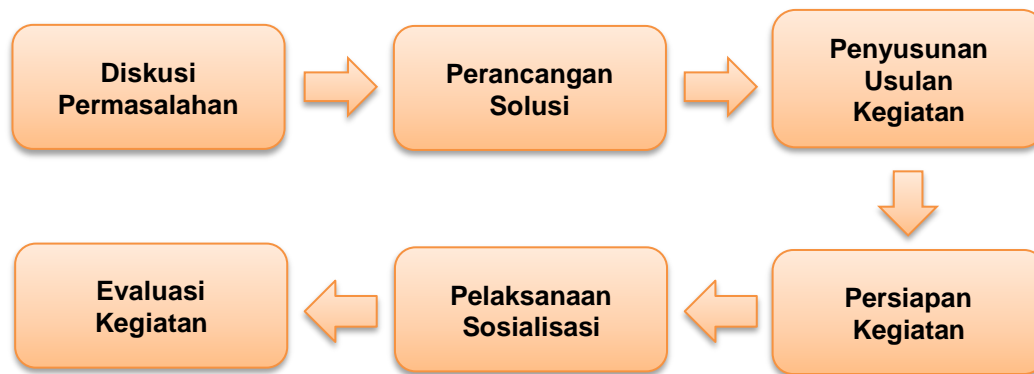 Diskusi
Permasalahan
Perancangan
Solusi
Penyusunan
Usulan
Kegiatan
Persiapan
Kegiatan
Pelaksanaan
Sosialisasi
Evaluasi
Kegiatan